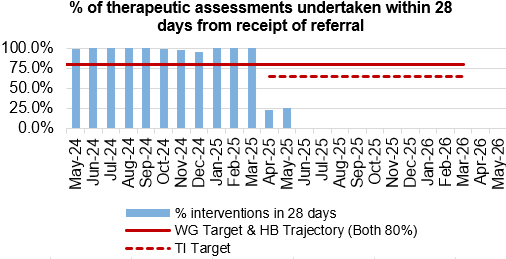 % of therapeutic assessments undertaken within 28
days from receipt of referral
100.0%
75.0%
50.0%
25.0%
0.0%
May-24
Jun-24
Jul-24
Aug-24
Sep-24
Oct-24
Nov-24
Dec-24
Jan-25
Feb-25
Mar-25
Apr-25
May-25
Jun-25
Jul-25
Aug-25
Sep-25
Oct-25
Nov-25
Dec-25
Jan-26
Feb-26
Mar-26
Apr-26
May-26
% interventions in 28 days
WG Target & HB Trajectory (Both 80%)
TI Target